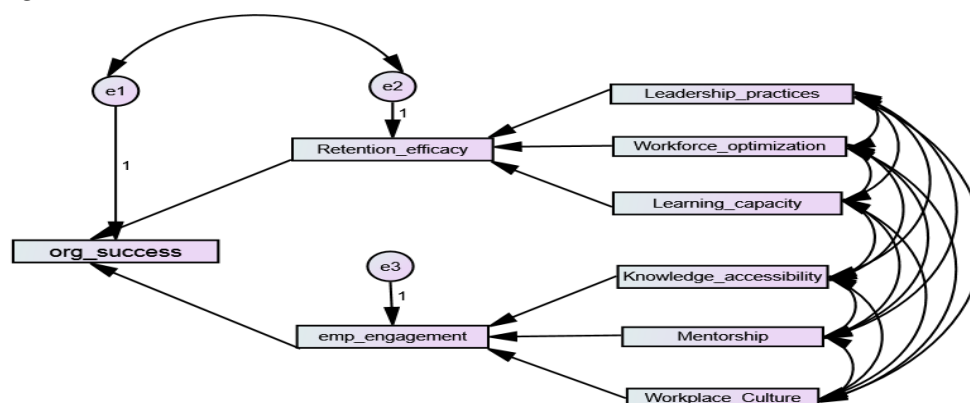 e1
e2
1
Leadership_practices
1
Retention_efficacy
Workforce_optimization
Learning_capacity
org_success
e3
1
Knowledge_accessibility
emp_engagement
Mentorship
Workplace_Culture